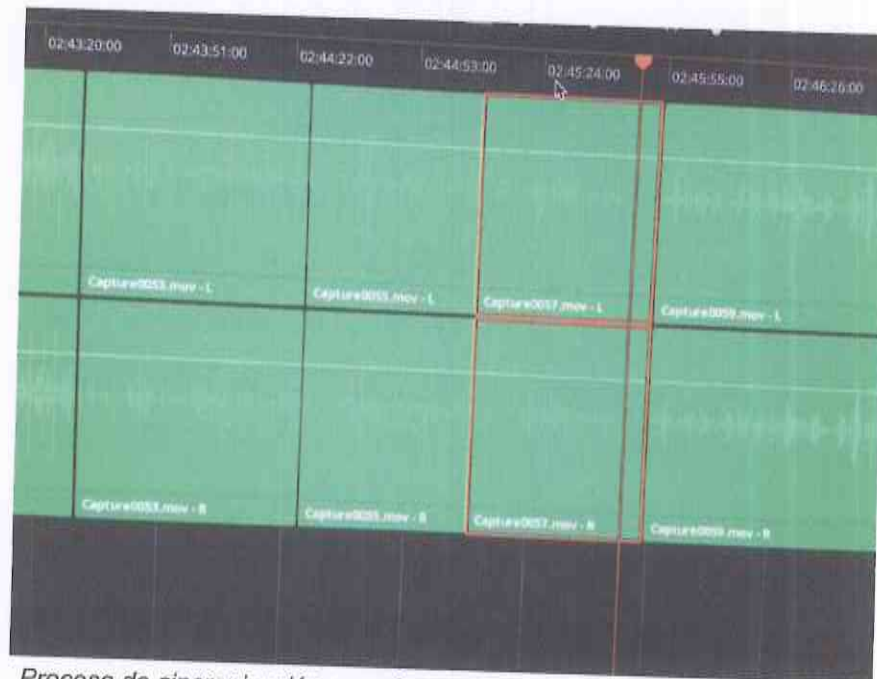 02:43:20:00 02:43:51:00 02:44:22:00 02:44:53:00 02:45:24:00 02:45:55:00 02:46:26:00
Capture0053.mov - L Capture0055.mov - L Capture0057.mov - L Capture0059.mov - L
Capture0053.mov - R Capture0055.mov - R Capture0057.mov - R Capture0059.mov - R
Proceso de